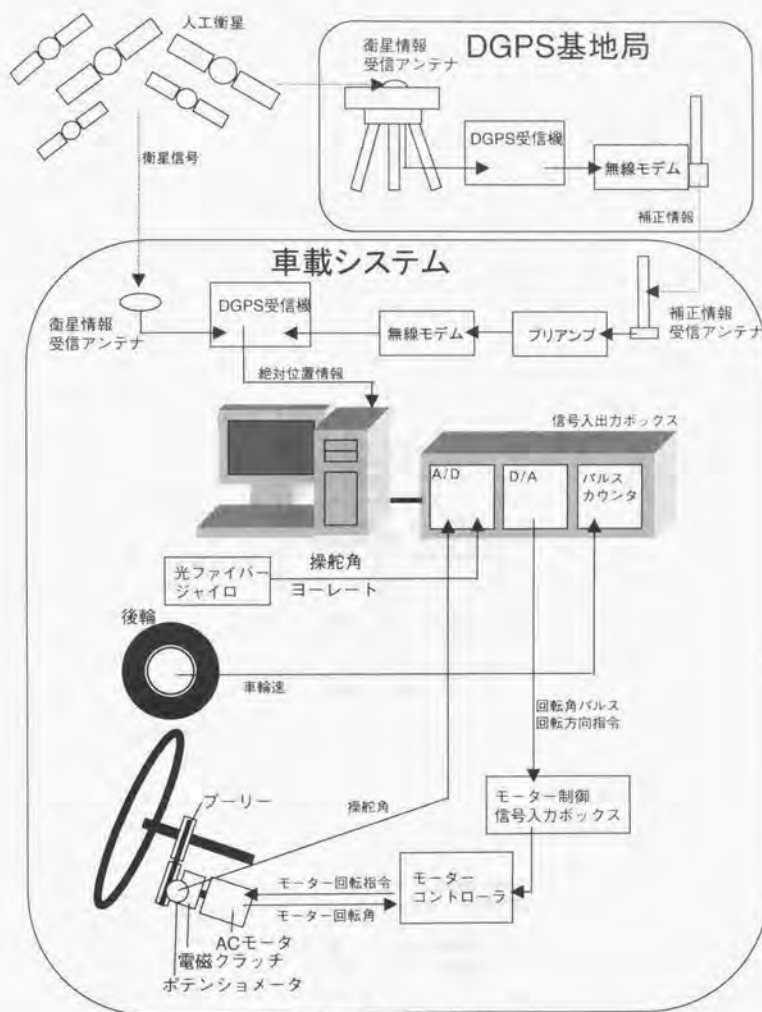 人工衛星
衛星情報
受信アンテナ
DGPS基地局
DGPS受信機
無線モデム
衛星信号
補正情報
車載システム
DGPS受信機
衛星情報
受信アンテナ
無線モデム
プリアンプ
補正情報
受信アンテナ
絶対位置情報
信号入出力ボックス
A/D
D/A
パルス
カウンタ
光ファイバー
ジャイロ
操舵角
ヨーレート
後輪
車輪速
回転角パルス
回転方向指令
プーリー
操舵角
モーター制御
信号入力ボックス
モーター回転指令
モーター
コントローラ
モーター回転角
ACモータ
電磁クラッチ
ポテンショメータ